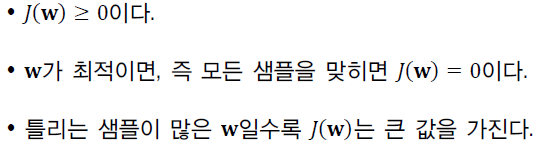 • J(w) ≥ 0이다.
• w가 최적이면, 즉 모든 샘플을 맞히면 J(w) = 0이다.
• 틀리는 샘플이 많은 w일수록 J(w)는 큰 값을 가진다.